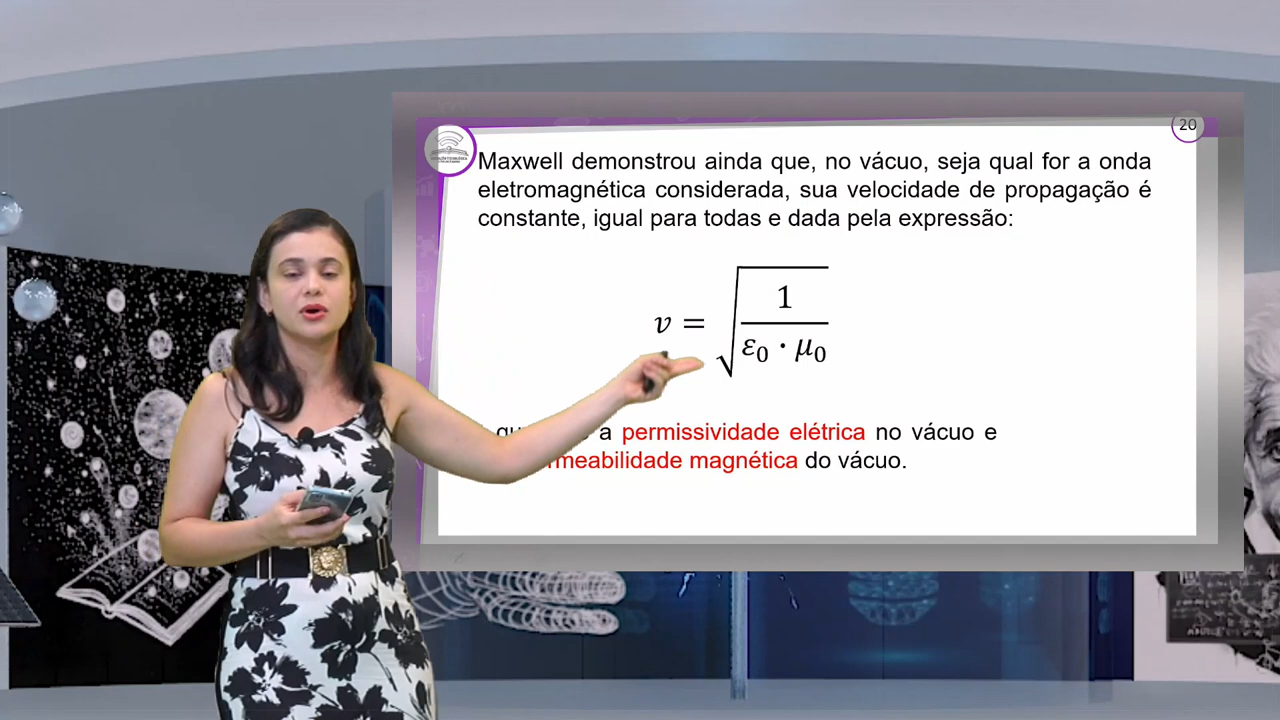 20
Maxwell demonstrou ainda que, no vácuo, seja qual for a onda
eletromagnética considerada, sua velocidade de propagação é
constante, igual para todas e dada pela expressão:
v = √(1 / (ε₀ · μ₀))
a permissividade elétrica no vácuo e
magnética do vácuo.